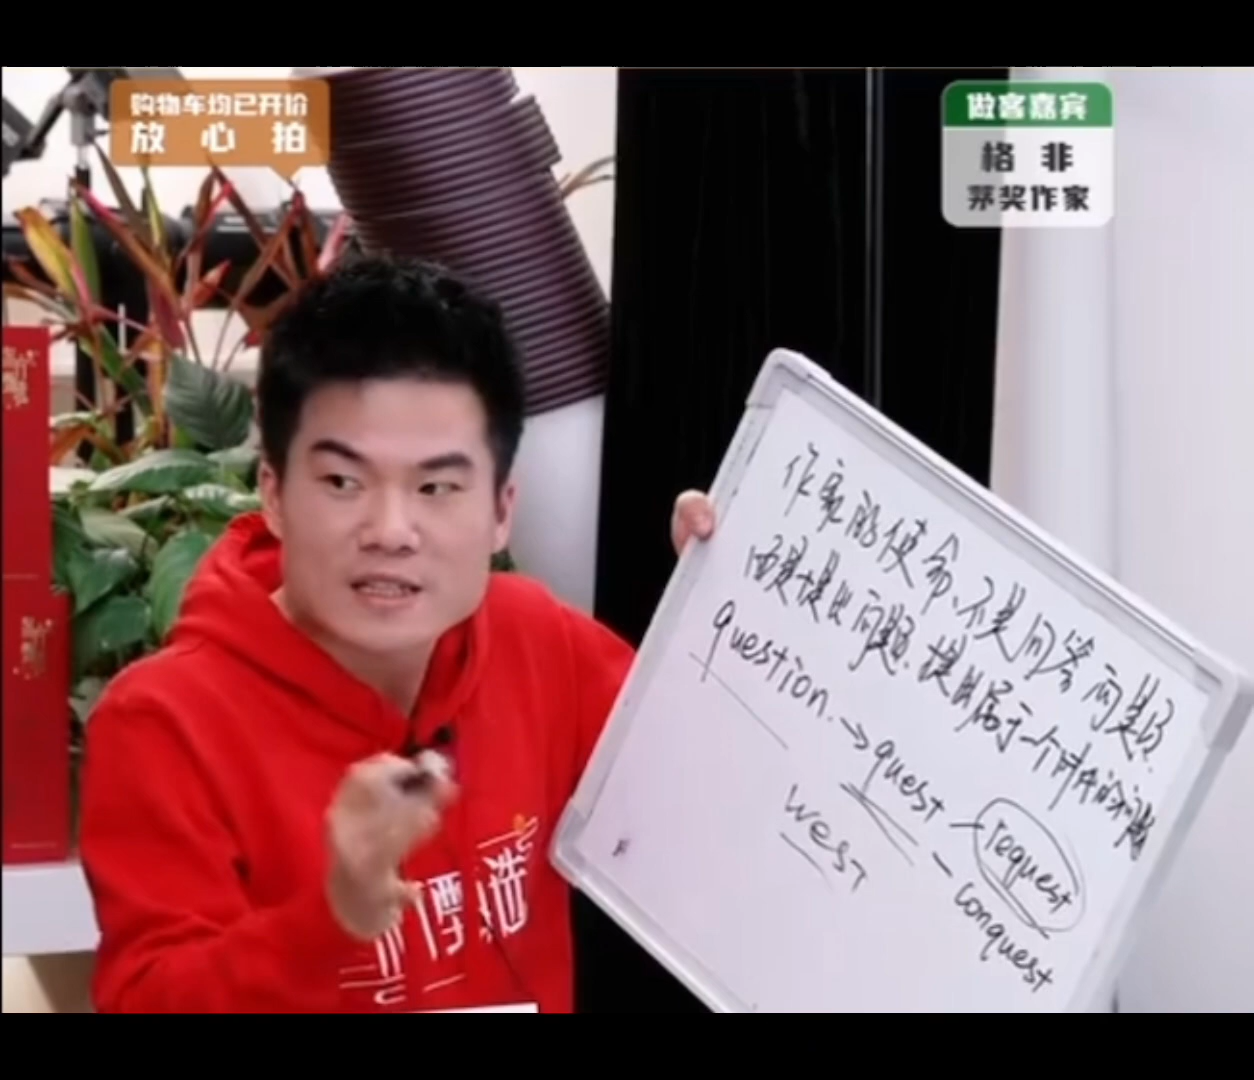 购物车均已开价
放心拍
做客嘉宾
格非
茅奖作家
作家的使命、不是回答问题.
而是提出问题.提出属于一个时代的问题
question. → quest – request
west – conquest